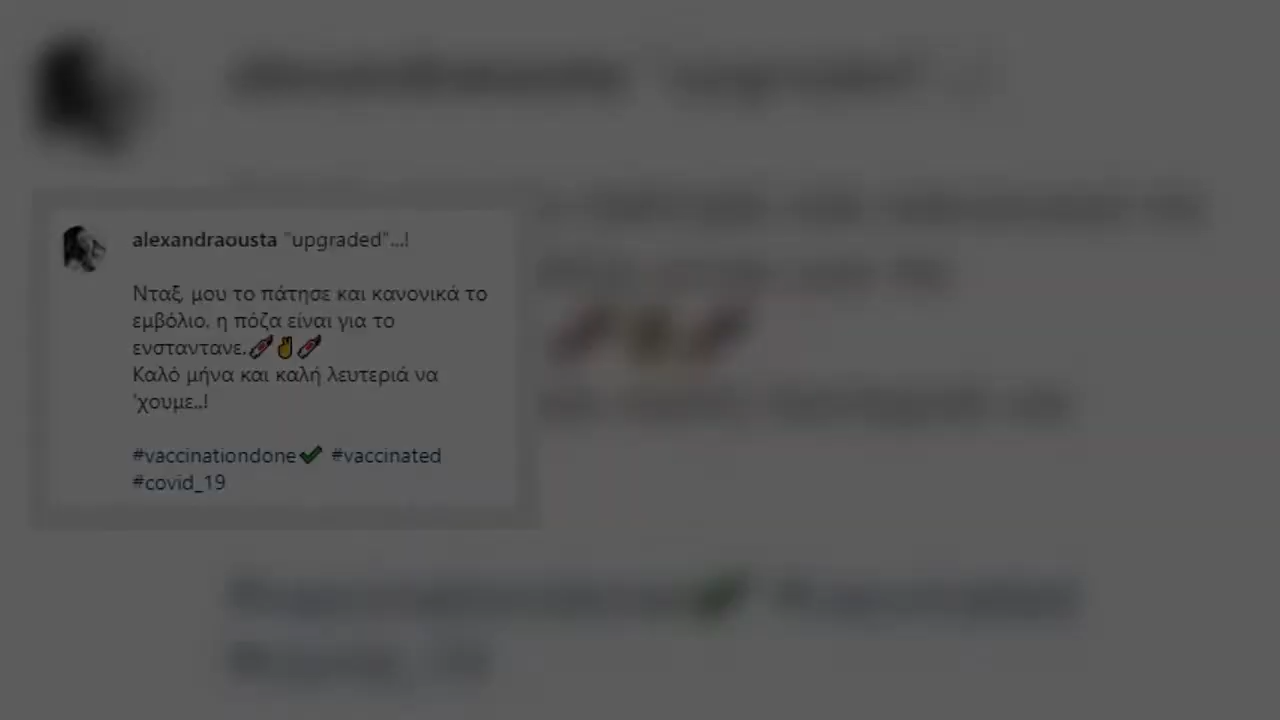 alexandraousta "upgraded"...!
Νταξ, μου το πάτησε και κανονικά το
εμβόλιο, η πόζα είναι για το
ενσταντανε.💉✌💉
Καλό μήνα και καλή λευτεριά να
'χουμε..!
#vaccinationdone✔ #vaccinated
#covid_19